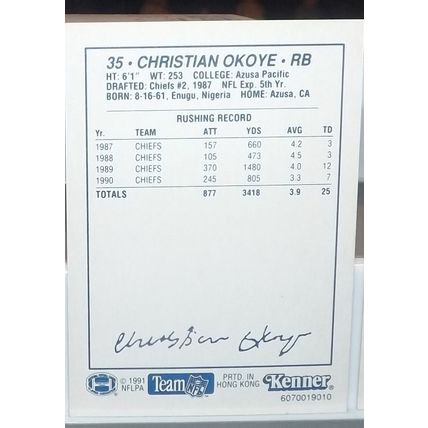 35 • CHRISTIAN OKOYE • RB
HT: 6'1" WT: 253 COLLEGE: Azusa Pacific
DRAFTED: Chiefs #2, 1987 NFL Exp. 5th Yr.
BORN: 8-16-61, Enugu, Nigeria HOME: Azusa, CA
RUSHING RECORD
Yr. TEAM ATT YDS AVG TD
1987 CHIEFS 157 660 4.2 3
1988 CHIEFS 105 473 4.5 3
1989 CHIEFS 370 1480 4.0 12
1990 CHIEFS 245 805 3.3 7
TOTALS 877 3418 3.9 25
Christian Okoye
© 1991 NFLPA
Team NFL
PRTD. IN HONG KONG
Kenner
6070019010